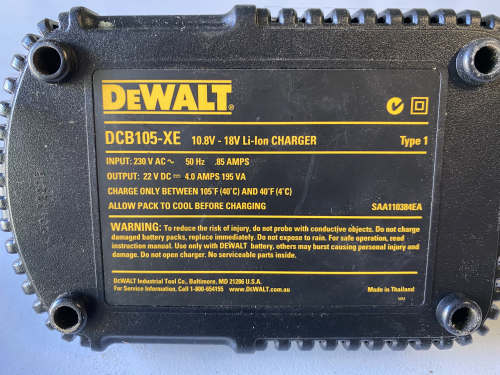 DEWALT®
DCB105-XE 10.8V - 18V Li-Ion CHARGER Type 1
INPUT: 230 V AC～ 50 Hz .85 AMPS
OUTPUT: 22 V DC ⎓ 4.0 AMPS 195 VA
CHARGE ONLY BETWEEN 105˚F (40˚C) AND 40˚F (4˚C)
ALLOW PACK TO COOL BEFORE CHARGING SAA110384EA
WARNING: To reduce the risk of injury, do not probe with conductive objects. Do not charge
damaged battery packs, replace immediately. Do not expose to rain. For safe operation, read
instruction manual. Use only with DEWALT battery, others may burst causing personal injury and
damage. Do not open charger. No serviceable parts inside.
DEWALT Industrial Tool Co., Baltimore, MD 21286 U.S.A.
For Service Information, Call 1-800-654155 www.DEWALT.com.au Made in Thailand